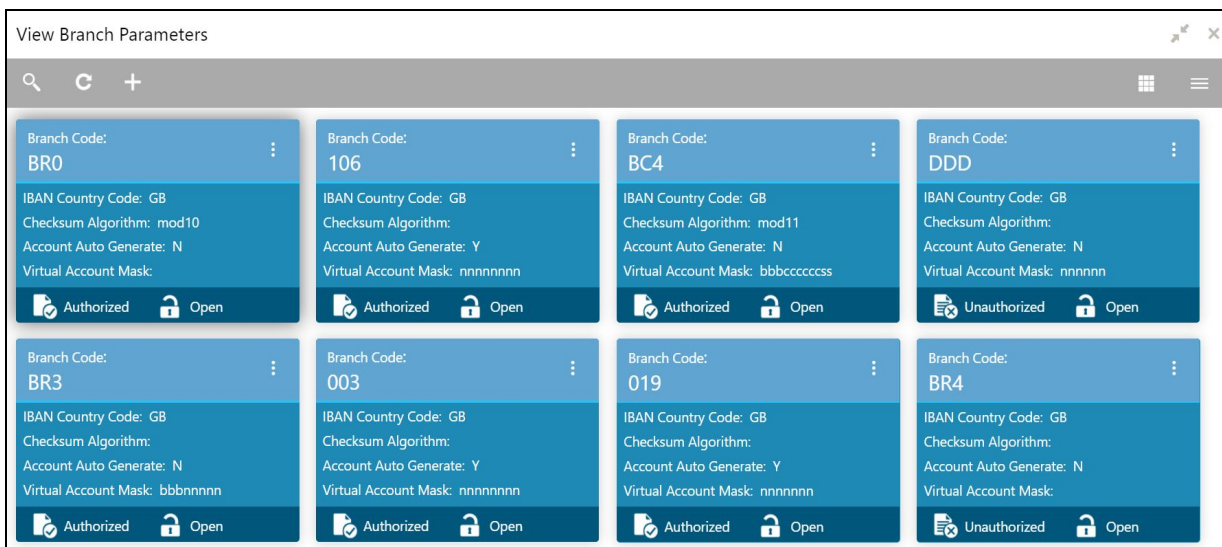 View Branch Parameters
Branch Code:
BR0
IBAN Country Code: GB
Checksum Algorithm: mod10
Account Auto Generate: N
Virtual Account Mask:
Authorized Open
Branch Code:
106
IBAN Country Code: GB
Checksum Algorithm:
Account Auto Generate: Y
Virtual Account Mask: nnnnnnnn
Authorized Open
Branch Code:
BC4
IBAN Country Code: GB
Checksum Algorithm: mod11
Account Auto Generate: N
Virtual Account Mask: bbbccccccss
Authorized Open
Branch Code:
DDD
IBAN Country Code: GB
Checksum Algorithm:
Account Auto Generate: N
Virtual Account Mask: nnnnnn
Unauthorized Open
Branch Code:
BR3
IBAN Country Code: GB
Checksum Algorithm:
Account Auto Generate: N
Virtual Account Mask: bbbnnnnn
Authorized Open
Branch Code:
003
IBAN Country Code: GB
Checksum Algorithm:
Account Auto Generate: Y
Virtual Account Mask: nnnnnnnn
Authorized Open
Branch Code:
019
IBAN Country Code: GB
Checksum Algorithm:
Account Auto Generate: Y
Virtual Account Mask: nnnnnnn
Authorized Open
Branch Code:
BR4
IBAN Country Code: GB
Checksum Algorithm:
Account Auto Generate: N
Virtual Account Mask:
Unauthorized Open